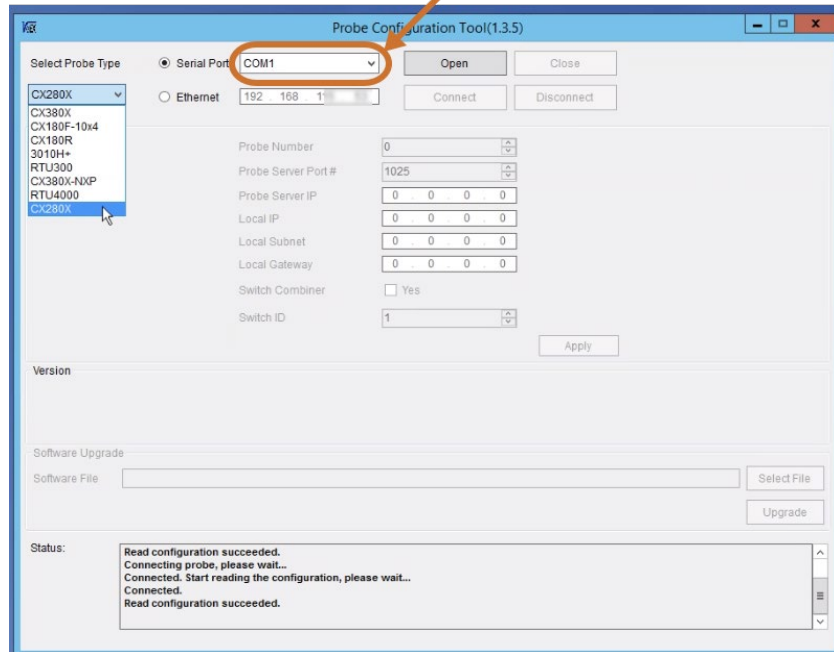 Probe Configuration Tool(1.3.5)
Select Probe Type
Serial Port
COM1
Open
Close
CX280X
Ethernet
192 . 168 .
Connect
Disconnect
CX380X
CX180F-10x4
CX180R
3010H+
RTU300
CX380X-NXP
RTU4000
CX280X
Probe Number
0
Probe Server Port #
1025
Probe Server IP
0 . 0 . 0 . 0
Local IP
0 . 0 . 0 . 0
Local Subnet
0 . 0 . 0 . 0
Local Gateway
0 . 0 . 0 . 0
Switch Combiner
Yes
Switch ID
1
Apply
Version
Software Upgrade
Software File
Select File
Upgrade
Status:
Read configuration succeeded.
Connecting probe, please wait...
Connected. Start reading the configuration, please wait...
Connected.
Read configuration succeeded.